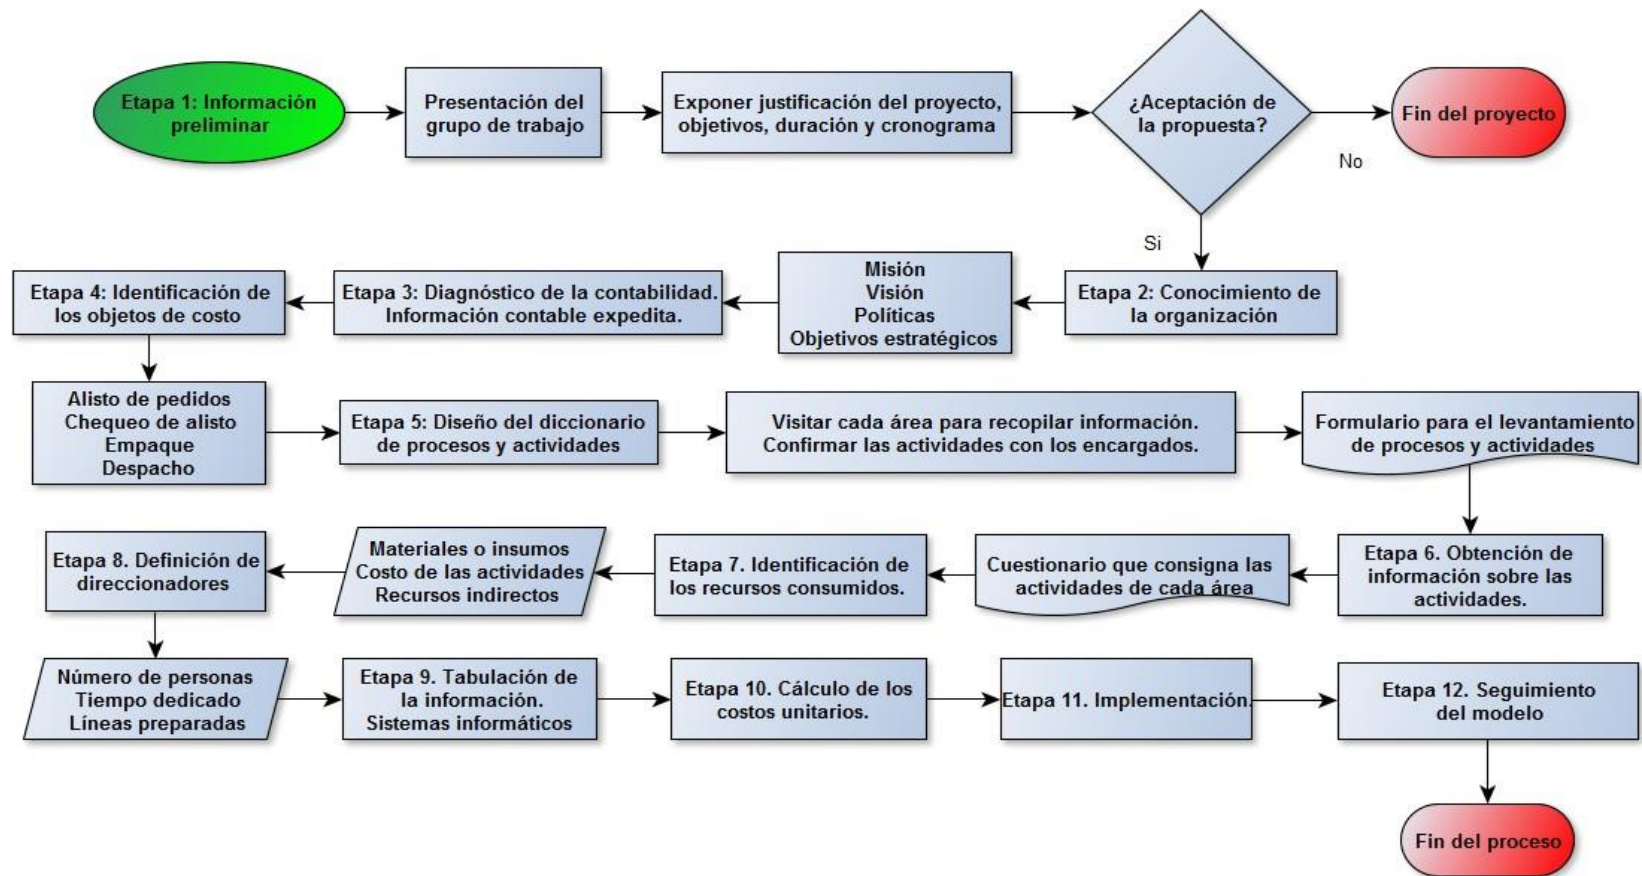 Etapa 1: Información
preliminar
Presentación del
grupo de trabajo
Exponer justificación del proyecto,
objetivos, duración y cronograma
¿Aceptación de
la propuesta?
Fin del proyecto
No
Si
Etapa 2: Conocimiento de
la organización
Misión
Visión
Políticas
Objetivos estratégicos
Etapa 3: Diagnóstico de la contabilidad.
Información contable expedita.
Etapa 4: Identificación de
los objetos de costo
Alisto de pedidos
Chequeo de alisto
Empaque
Despacho
Etapa 5: Diseño del diccionario
de procesos y actividades
Visitar cada área para recopilar información.
Confirmar las actividades con los encargados.
Formulario para el levantamiento
de procesos y actividades
Etapa 6. Obtención de
información sobre las
actividades.
Cuestionario que consigna las
actividades de cada área
Etapa 7. Identificación de
los recursos consumidos.
Materiales o insumos
Costo de las actividades
Recursos indirectos
Etapa 8. Definición de
direccionadores
Número de personas
Tiempo dedicado
Líneas preparadas
Etapa 9. Tabulación de
la información.
Sistemas informáticos
Etapa 10. Cálculo de los
costos unitarios.
Etapa 11. Implementación.
Etapa 12. Seguimiento
del modelo
Fin del proceso